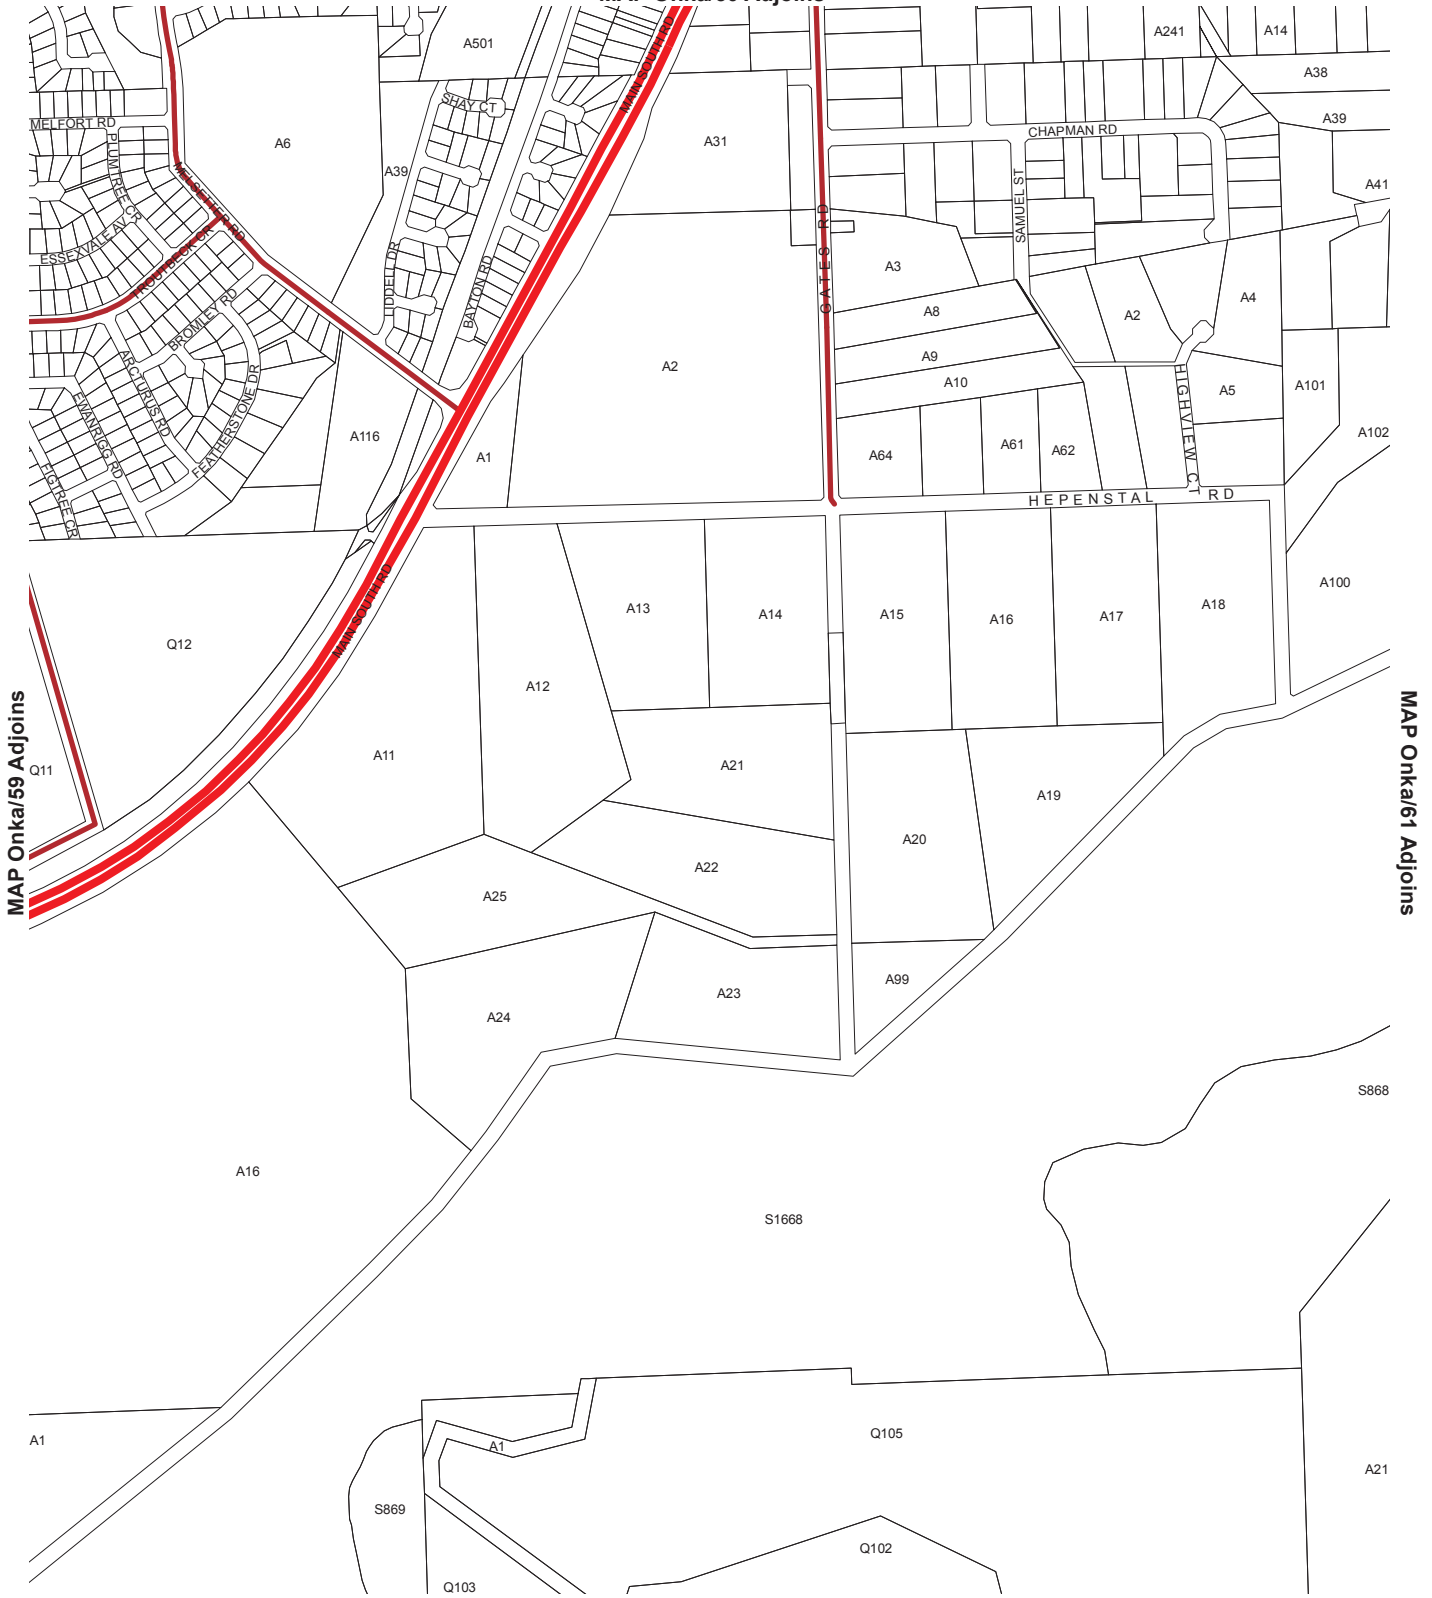 A501
A241
A14
MAIN SOUTH RD
A38
SHAY CT
A39
MELFORT RD
CHAPMAN RD
A6
A31
PLUMTREE CR
A39
A41
MELSETTER RD
SAMUEL ST
GATES RD
ESSEXVALE AV
TROUTBECK CR
LIDDELL DR
BAYTON RD
A3
A4
BROMLEY RD
A8
A2
A9
A2
A10
ARCTURUS RD
FEATHERSTONE DR
EWANRIGG RD
HIGHVIEW CT
A5
A101
A116
A1
A64
A61
A62
A102
FIGTREE CR
HEPENSTAL RD
MAIN SOUTH RD
A100
A13
A14
A15
A16
A17
A18
Q12
A12
MAP Onka/59 Adjoins
MAP Onka/61 Adjoins
Q11
A11
A21
A19
A20
A22
A25
A99
A23
A24
S868
A16
S1668
A1
A1
Q105
A21
S869
Q102
Q103